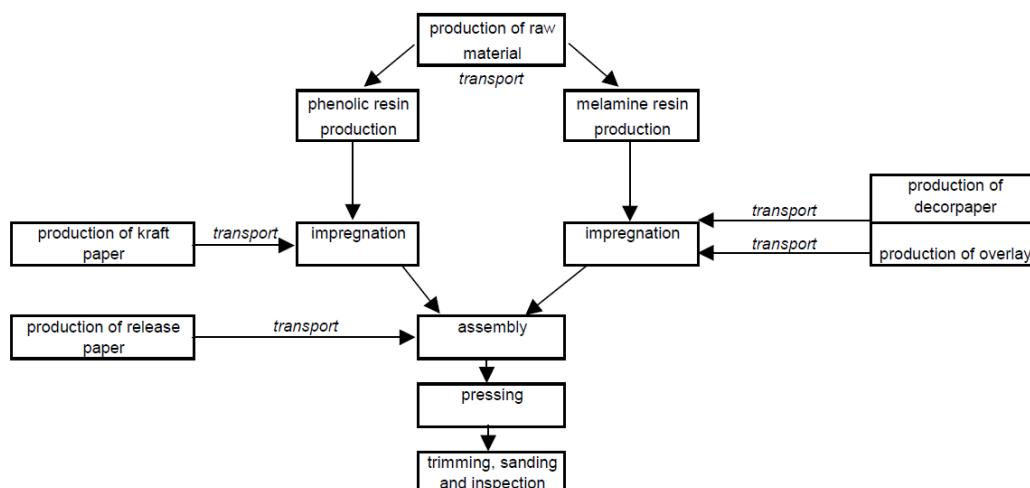 production of raw
material
transport
phenolic resin
production
melamine resin
production
production of
decorpaper
transport
production of kraft
paper
transport
impregnation
impregnation
transport
production of overlay
production of release
paper
transport
assembly
pressing
trimming, sanding
and inspection